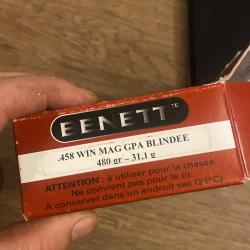 BENETT
.458 WIN MAG GPA BLINDEE
480 gr - 31,1 g
ATTENTION : à utiliser pour la chasse.
Ne convient pas pour le tir.
À conserver dans un endroit sec (21°C)